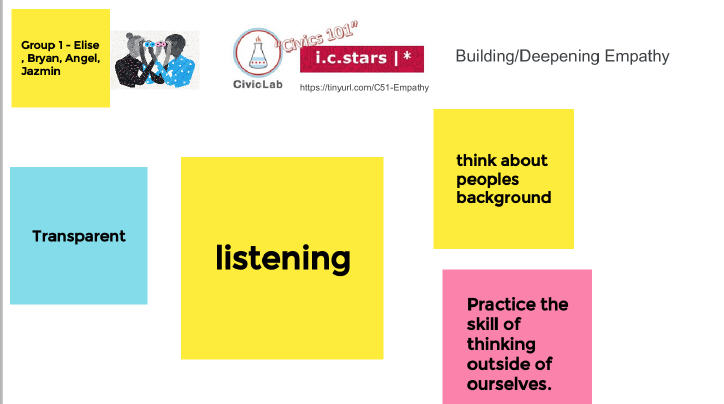 Group 1 - Elise
, Bryan, Angel,
Jazmin
CivicLab
"Civics 101"
i.c.stars | *
https://tinyurl.com/C51-Empathy
Building/Deepening Empathy
Transparent
listening
think about
peoples
background
Practice the
skill of
thinking
outside of
ourselves.